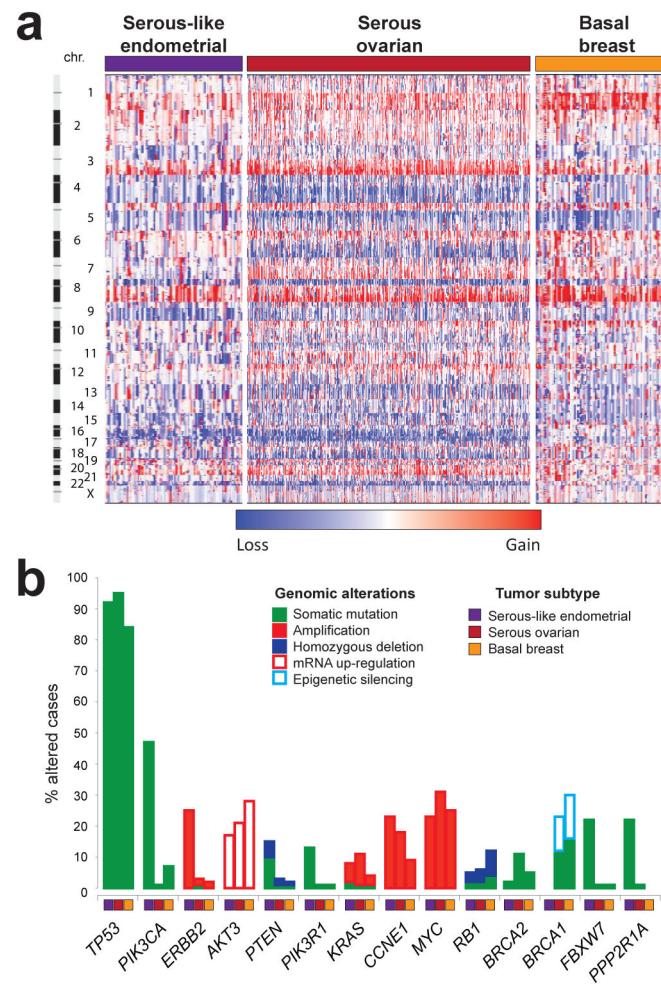 a
Serous-like
endometrial
Serous
ovarian
Basal
breast
chr.
1
2
3
4
5
6
7
8
9
10
11
12
13
14
15
16
17
18
19
20
21
22
X
Loss
Gain
b
Genomic alterations
Somatic mutation
Amplification
Homozygous deletion
mRNA up-regulation
Epigenetic silencing
Tumor subtype
Serous-like endometrial
Serous ovarian
Basal breast
% altered cases
100
90
80
70
60
50
40
30
20
10
0
TP53
PIK3CA
ERBB2
AKT3
PTEN
PIK3R1
KRAS
CCNE1
MYC
RB1
BRCA2
BRCA1
FBXW7
PPP2R1A